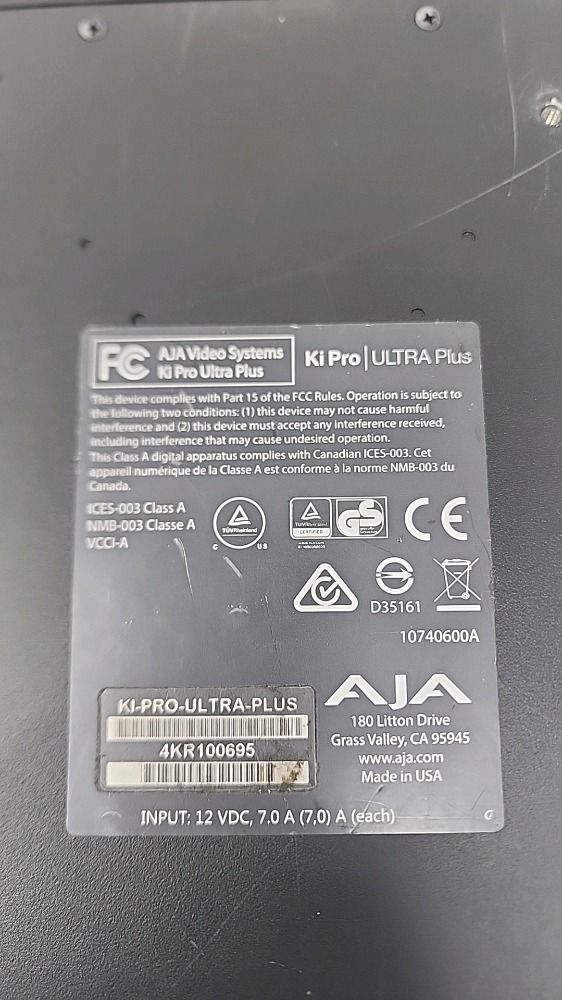 FC AJA Video Systems
Ki Pro Ultra Plus
Ki Pro | ULTRA Plus
This device complies with Part 15 of the FCC Rules. Operation is subject to
the following two conditions: (1) this device may not cause harmful
interference and (2) this device must accept any interference received,
including interference that may cause undesired operation.
This Class A digital apparatus complies with Canadian ICES-003. Cet
appareil numérique de la Classe A est conforme à la norme NMB-003 du
Canada.
ICES-003 Class A
NMB-003 Classe A
VCCI-A
TÜVRheinland
C US
TÜVRheinland
CERTIFIED
GS
CE
D35161
10740600A
KI-PRO-ULTRA-PLUS
4KR100695
AJA
180 Litton Drive
Grass Valley, CA 95945
www.aja.com
Made in USA
INPUT: 12 VDC, 7.0 A (7,0) A (each)